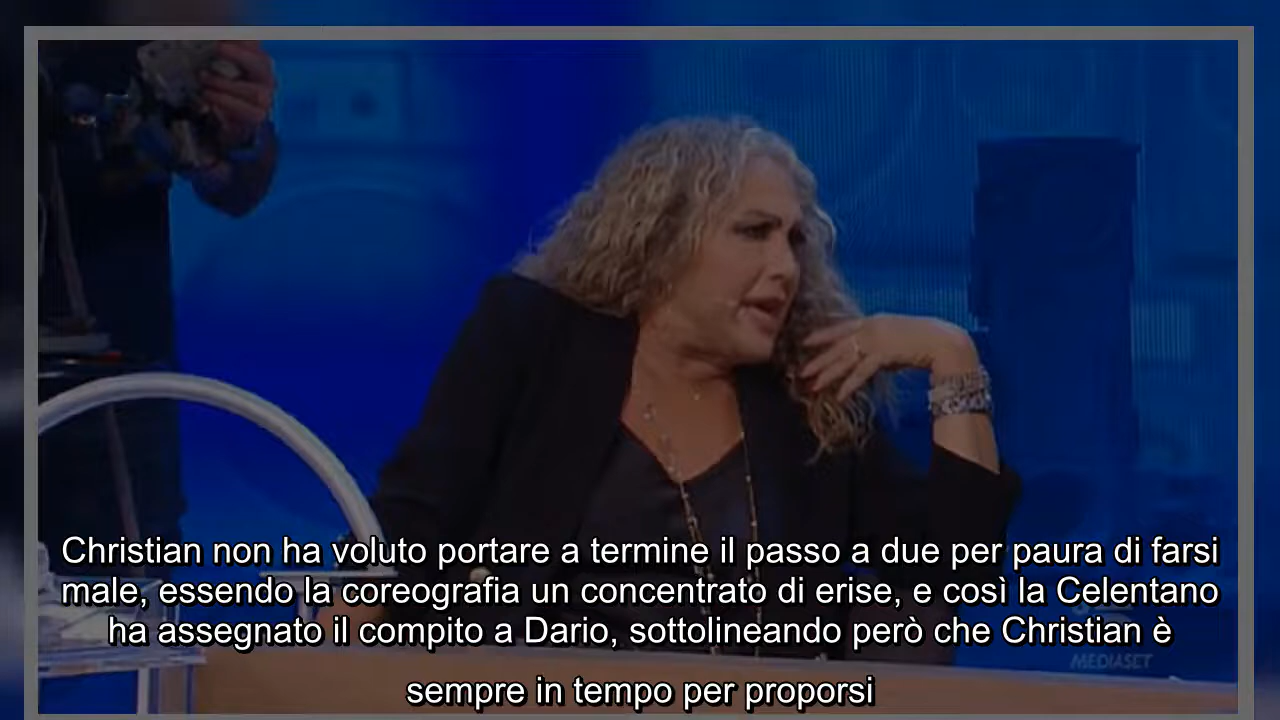 Christian non ha voluto portare a termine il passo a due per paura di farsi
male, essendo la coreografia un concentrato di erise, e così la Celentano
ha assegnato il compito a Dario, sottolineando però che Christian è
MEDIASET
sempre in tempo per proporsi